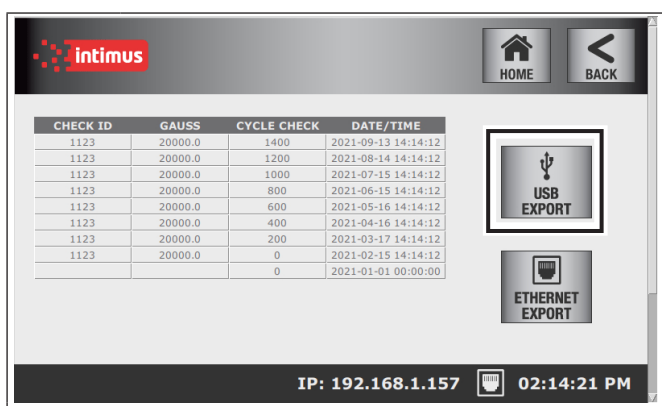 intimus
HOME
BACK
CHECK ID GAUSS CYCLE CHECK DATE/TIME
1123 20000.0 1400 2021-09-13 14:14:12
1123 20000.0 1200 2021-08-14 14:14:12
1123 20000.0 1000 2021-07-15 14:14:12
1123 20000.0 800 2021-06-15 14:14:12
1123 20000.0 600 2021-05-16 14:14:12
1123 20000.0 400 2021-04-16 14:14:12
1123 20000.0 200 2021-03-17 14:14:12
1123 20000.0 0 2021-02-15 14:14:12
0 2021-01-01 00:00:00
USB
EXPORT
ETHERNET
EXPORT
IP: 192.168.1.157 02:14:21 PM